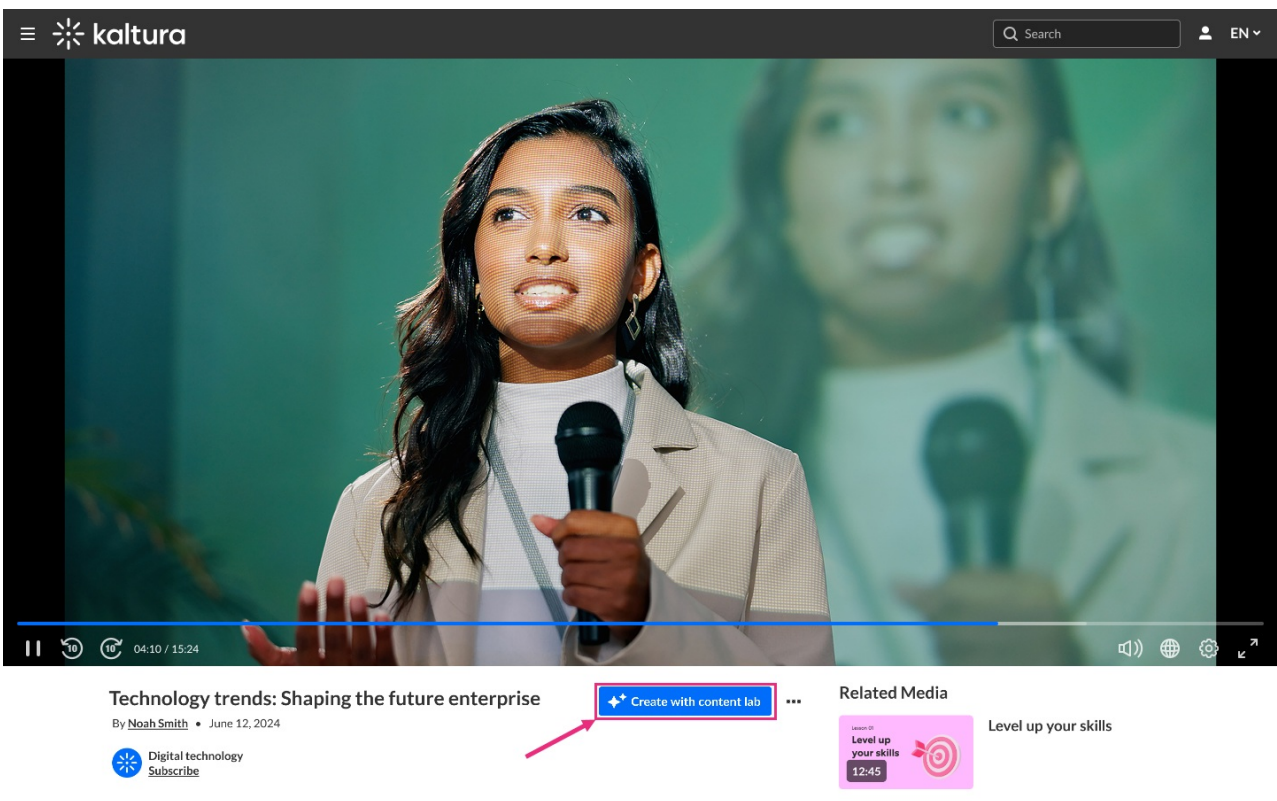 kaltura
Search
EN
10
10
04:10 / 15:24
Technology trends: Shaping the future enterprise
Create with content lab
By Noah Smith • June 12, 2024
Digital technology
Subscribe
Related Media
Lesson 01
Level up
your skills
12:45
Level up your skills